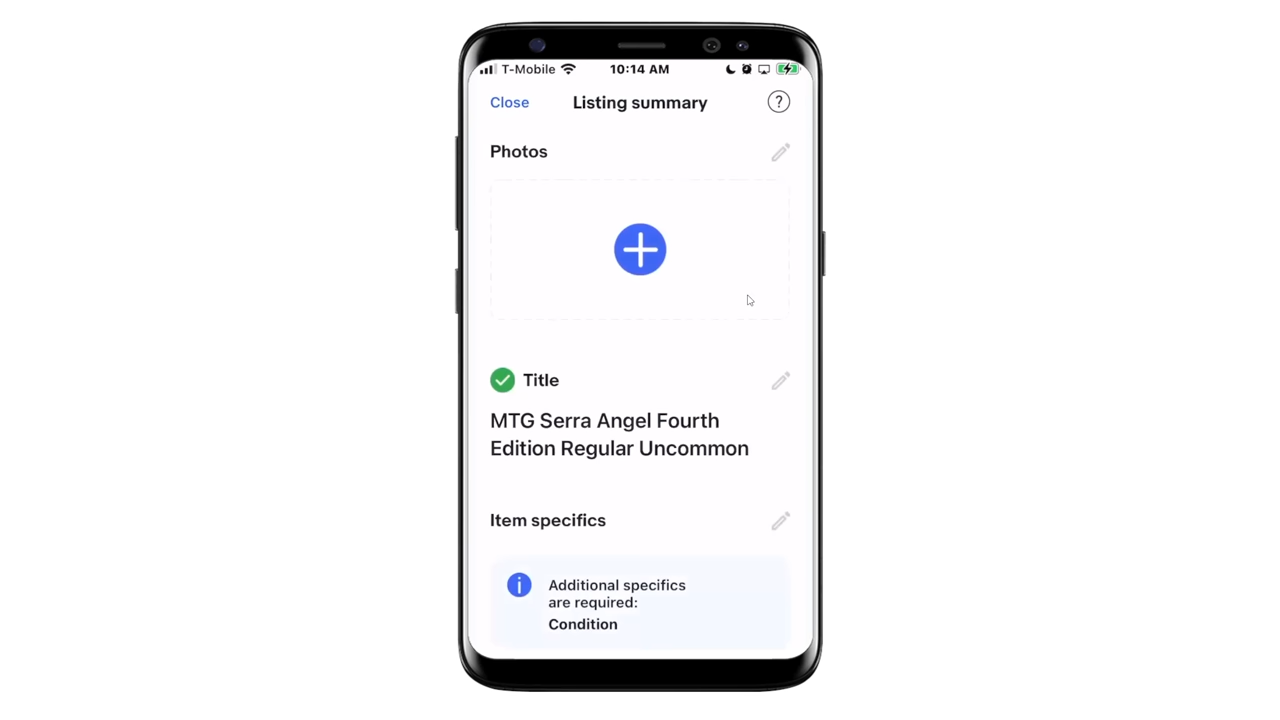 T-Mobile 10:14 AM
Close Listing summary ?
Photos
Title
MTG Serra Angel Fourth
Edition Regular Uncommon
Item specifics
Additional specifics
are required:
Condition